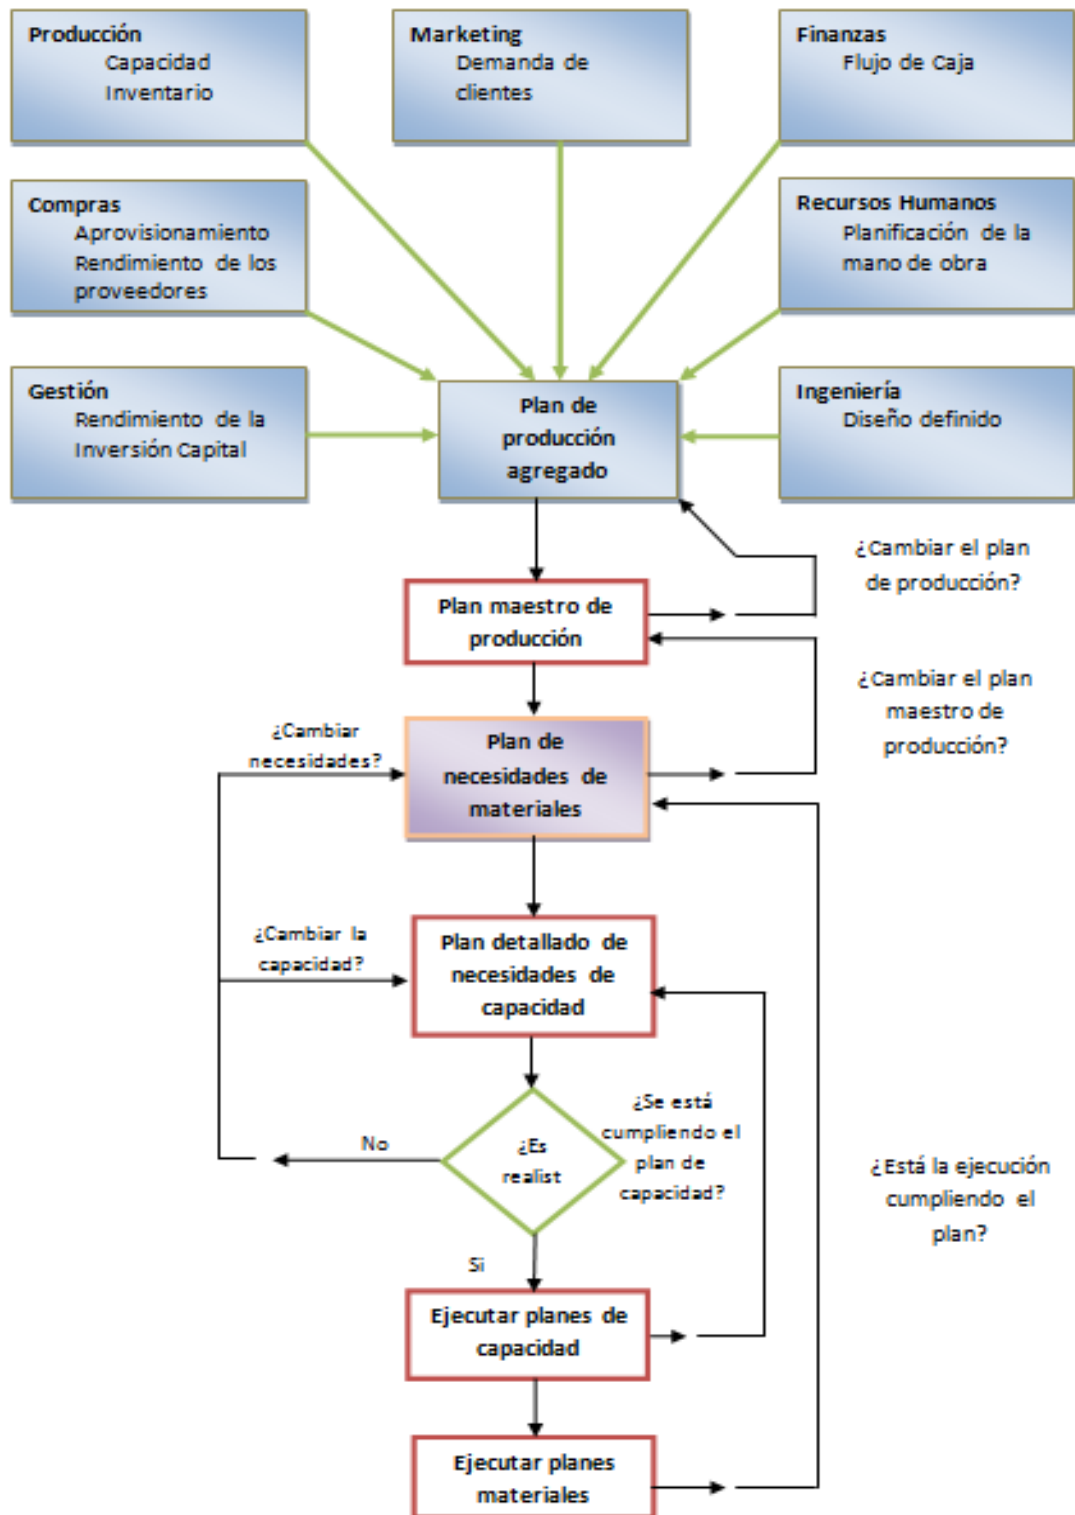 Producción
Capacidad
Inventario
Marketing
Demanda de
clientes
Finanzas
Flujo de Caja
Compras
Aprovisionamiento
Rendimiento de los
proveedores
Recursos Humanos
Planificación de la
mano de obra
Gestión
Rendimiento de la
Inversión Capital
Plan de
producción
agregado
Ingeniería
Diseño definido
¿Cambiar el plan
de producción?
Plan maestro de
producción
¿Cambiar el plan
maestro de
producción?
¿Cambiar
necesidades?
Plan de
necesidades de
materiales
¿Cambiar la
capacidad?
Plan detallado de
necesidades de
capacidad
No
¿Es
realist
¿Se está
cumpliendo el
plan de
capacidad?
¿Está la ejecución
cumpliendo el
plan?
Si
Ejecutar planes de
capacidad
Ejecutar planes
materiales